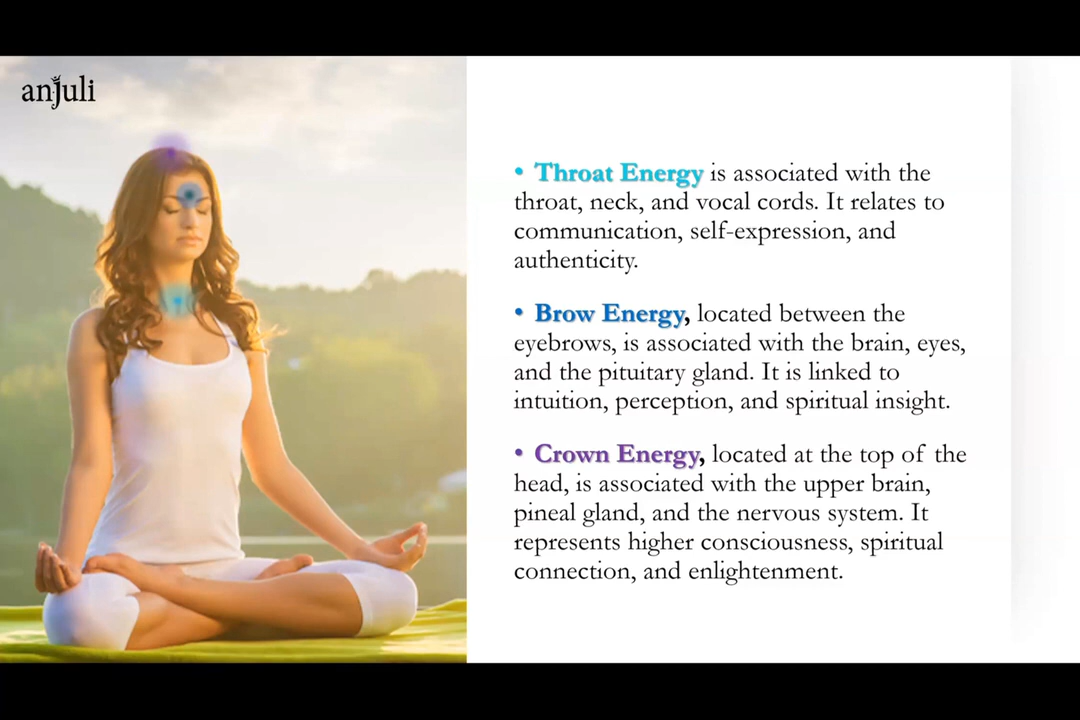 anjuli
• Throat Energy is associated with the
throat, neck, and vocal cords. It relates to
communication, self-expression, and
authenticity.
• Brow Energy, located between the
eyebrows, is associated with the brain, eyes,
and the pituitary gland. It is linked to
intuition, perception, and spiritual insight.
• Crown Energy, located at the top of the
head, is associated with the upper brain,
pineal gland, and the nervous system. It
represents higher consciousness, spiritual
connection, and enlightenment.